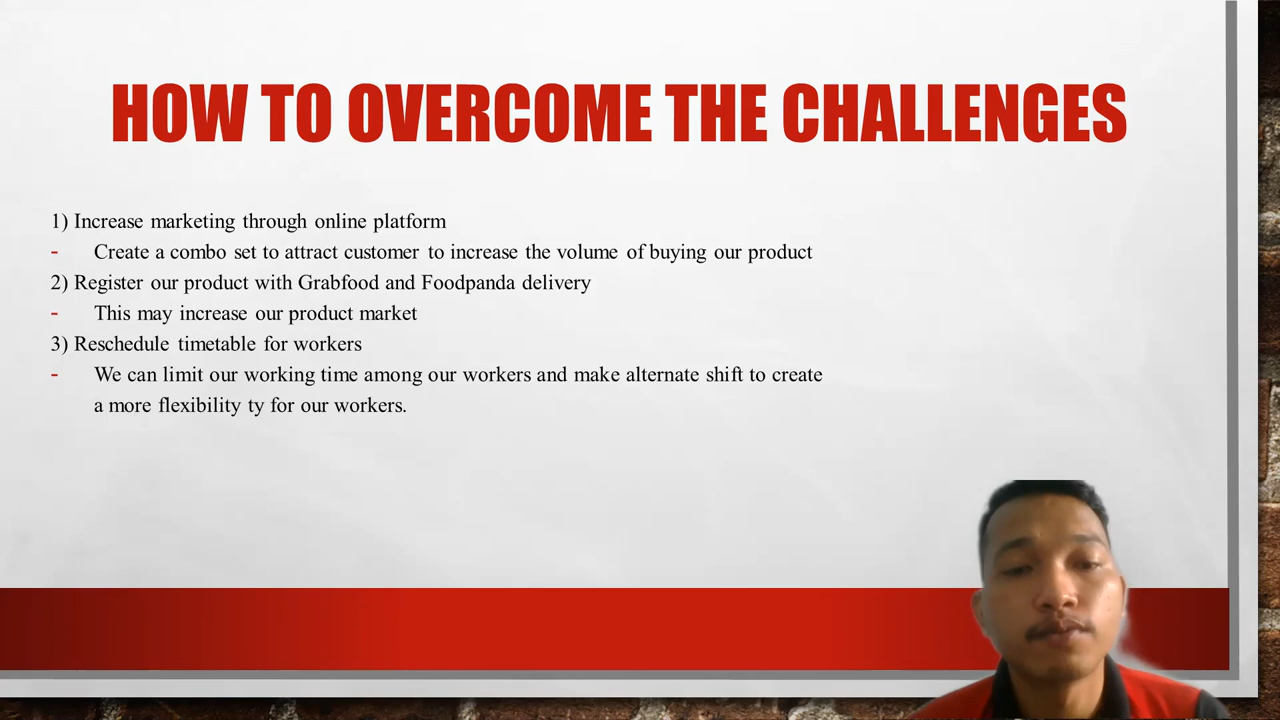 HOW TO OVERCOME THE CHALLENGES
1) Increase marketing through online platform
- Create a combo set to attract customer to increase the volume of buying our product
2) Register our product with Grabfood and Foodpanda delivery
- This may increase our product market
3) Reschedule timetable for workers
- We can limit our working time among our workers and make alternate shift to create
a more flexibility ty for our workers.